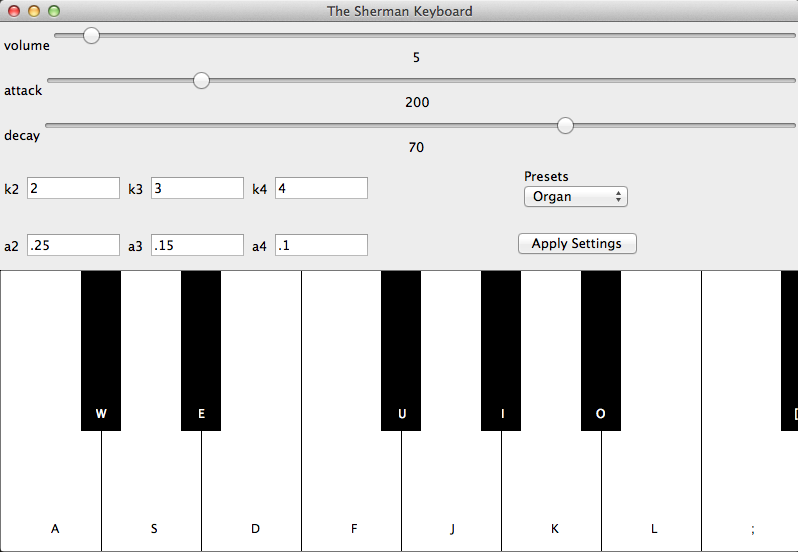 The Sherman Keyboard
volume
5
attack
200
decay
70
Presets
k2 2 k3 3 k4 4 Organ
a2 .25 a3 .15 a4 .1 Apply Settings
W E U I O [
A S D F J K L ;